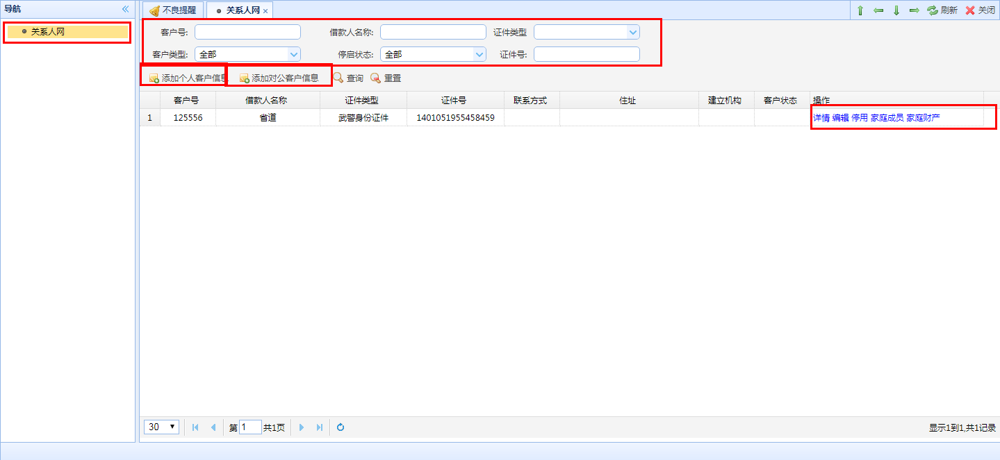 导航
不良提醒 关系人网 刷新 关闭
关系人网
客户号: 借款人名称: 证件类型
客户类型: 全部 停启状态: 全部 证件号:
添加个人客户信息 添加对公客户信息 查询 重置
客户号 借款人名称 证件类型 证件号 联系方式 住址 建立机构 客户状态 操作
1 125556 省道 武警身份证件 1401051955458459 详情 编辑 停用 家庭成员 家庭财产
30 第 1 共1页 显示1到1,共1记录